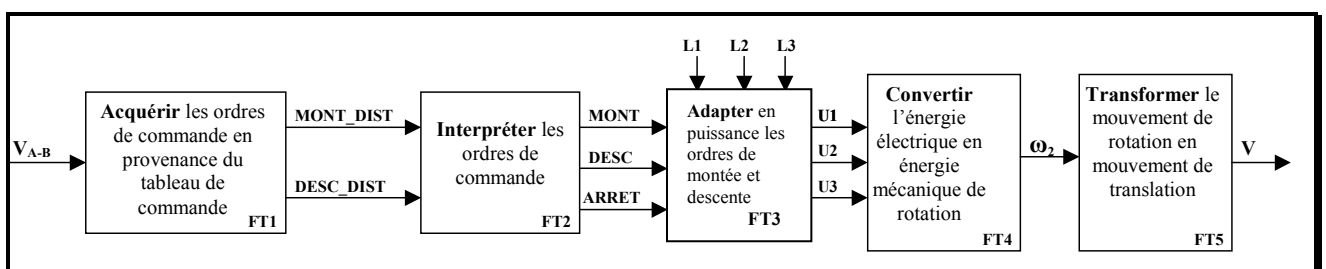 L1 L2 L3
V_A-B
Acquérir les ordres
de commande en
provenance du
tableau de
commande
FT1
MONT_DIST
DESC_DIST
Interpréter les
ordres de
commande
FT2
MONT
DESC
ARRET
Adapter en
puissance les
ordres de
montée et
descente
FT3
U1
U2
U3
Convertir
l'énergie
électrique en
énergie
mécanique de
rotation
FT4
ω₂
Transformer le
mouvement de
rotation en
mouvement de
translation
FT5
V